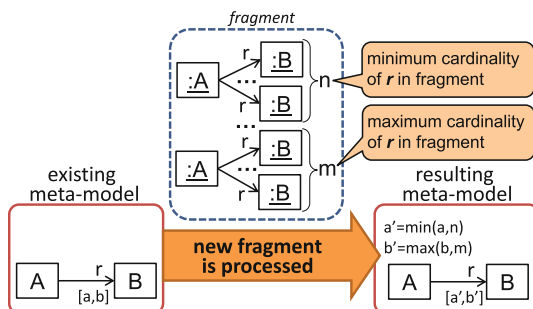 fragment
:A
r
:B
...
r
:B
n
minimum cardinality
of r in fragment
...
:A
r
:B
...
r
:B
m
maximum cardinality
of r in fragment
existing
meta-model
A
r
[a,b]
B
new fragment
is processed
resulting
meta-model
a'=min(a,n)
b'=max(b,m)
A
r
[a',b']
B